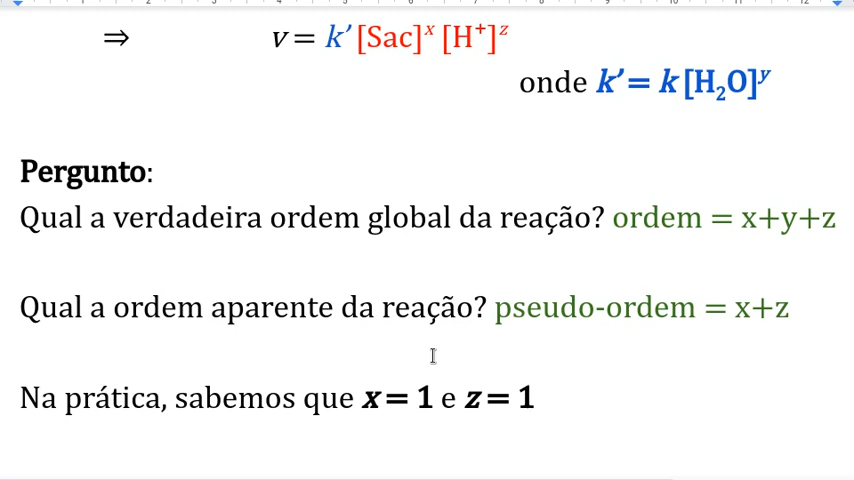 ⇒ v = k’ [Sac]ˣ [H⁺]ᶻ
onde k’ = k [H₂O]ʸ
Pergunto:
Qual a verdadeira ordem global da reação? ordem = x+y+z
Qual a ordem aparente da reação? pseudo-ordem = x+z
Na prática, sabemos que x = 1 e z = 1